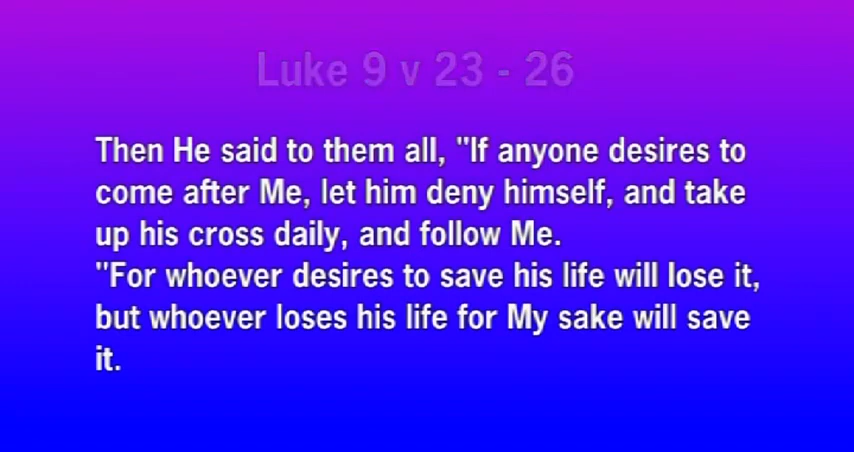 Luke 9 v 23 - 26
Then He said to them all, "If anyone desires to
come after Me, let him deny himself, and take
up his cross daily, and follow Me.
"For whoever desires to save his life will lose it,
but whoever loses his life for My sake will save
it.